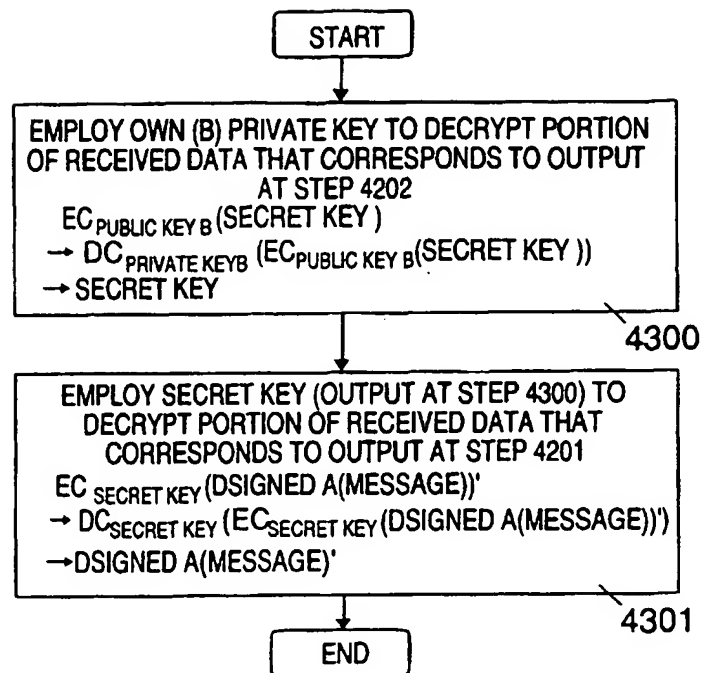 START
EMPLOY OWN (B) PRIVATE KEY TO DECRYPT PORTION
OF RECEIVED DATA THAT CORRESPONDS TO OUTPUT
AT STEP 4202
EC PUBLIC KEY B (SECRET KEY)
→ DC PRIVATE KEYB (EC PUBLIC KEY B(SECRET KEY))
→ SECRET KEY
4300
EMPLOY SECRET KEY (OUTPUT AT STEP 4300) TO
DECRYPT PORTION OF RECEIVED DATA THAT
CORRESPONDS TO OUTPUT AT STEP 4201
EC SECRET KEY (DSIGNED A(MESSAGE))'
→ DC SECRET KEY (EC SECRET KEY (DSIGNED A(MESSAGE))')
→DSIGNED A(MESSAGE)'
4301
END